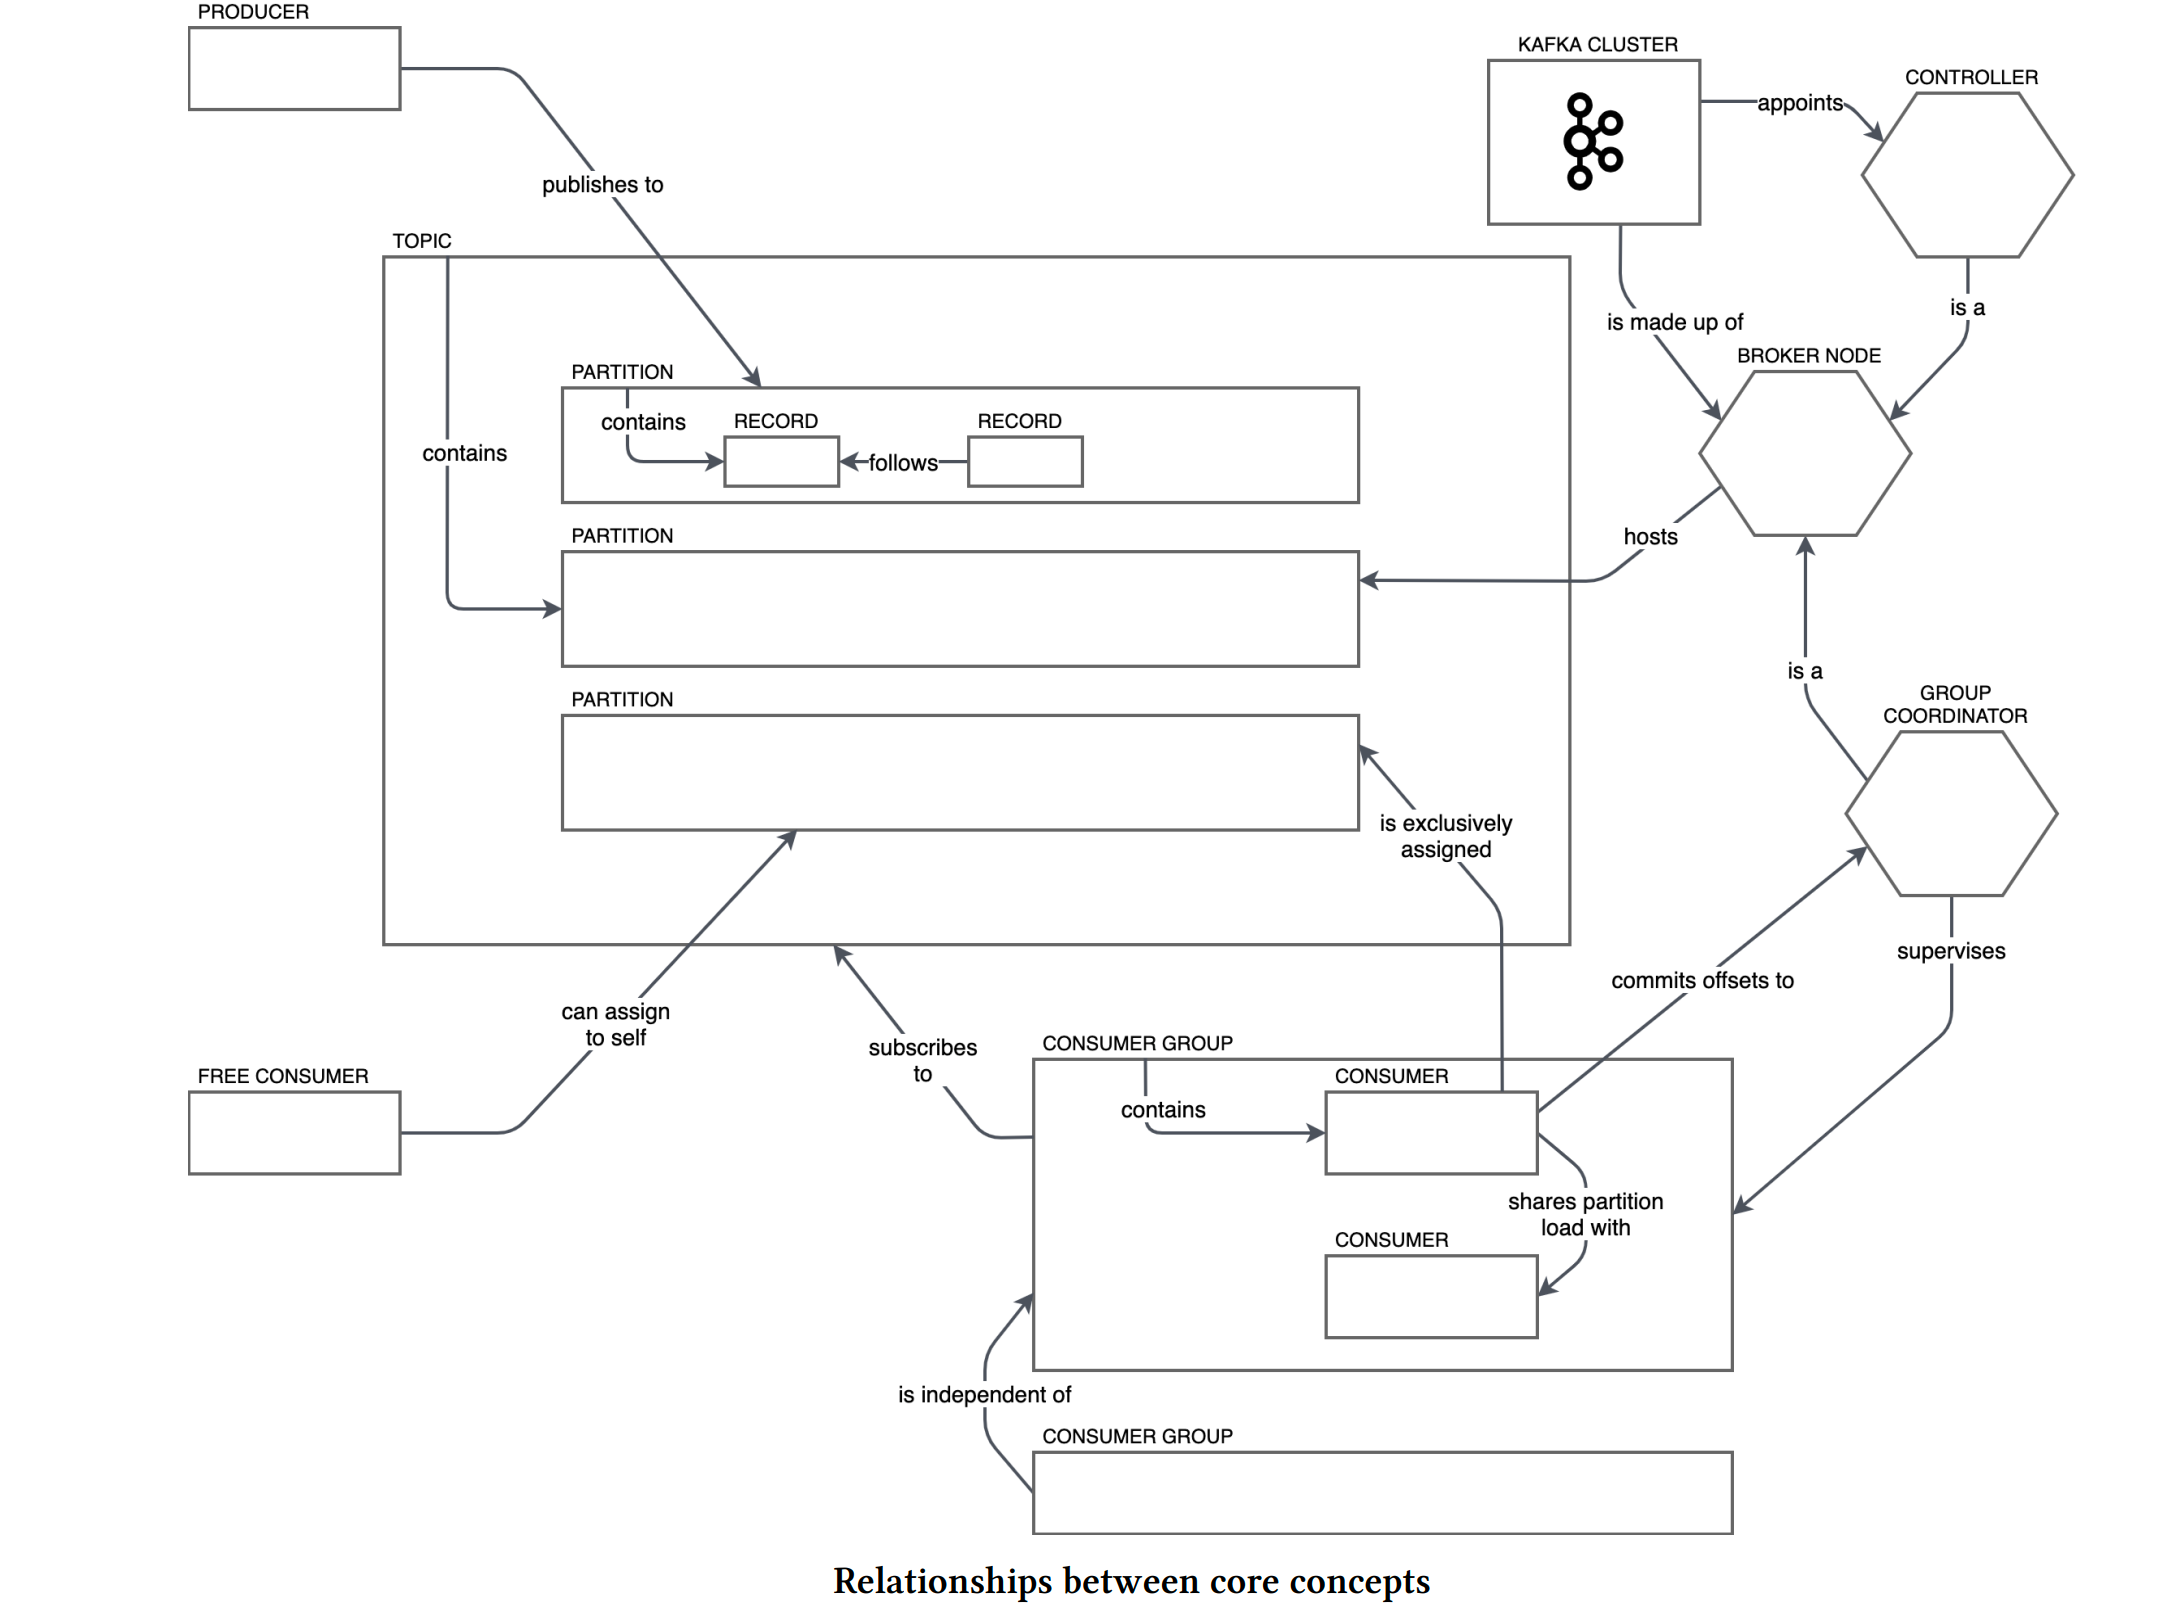 PRODUCER
KAFKA CLUSTER
CONTROLLER
appoints
publishes to
TOPIC
is a
is made up of
BROKER NODE
PARTITION
contains
RECORD
RECORD
follows
contains
PARTITION
hosts
is a
PARTITION
GROUP
COORDINATOR
is exclusively
assigned
supervises
commits offsets to
can assign
to self
subscribes
to
CONSUMER GROUP
FREE CONSUMER
CONSUMER
contains
shares partition
load with
CONSUMER
is independent of
CONSUMER GROUP
Relationships between core concepts